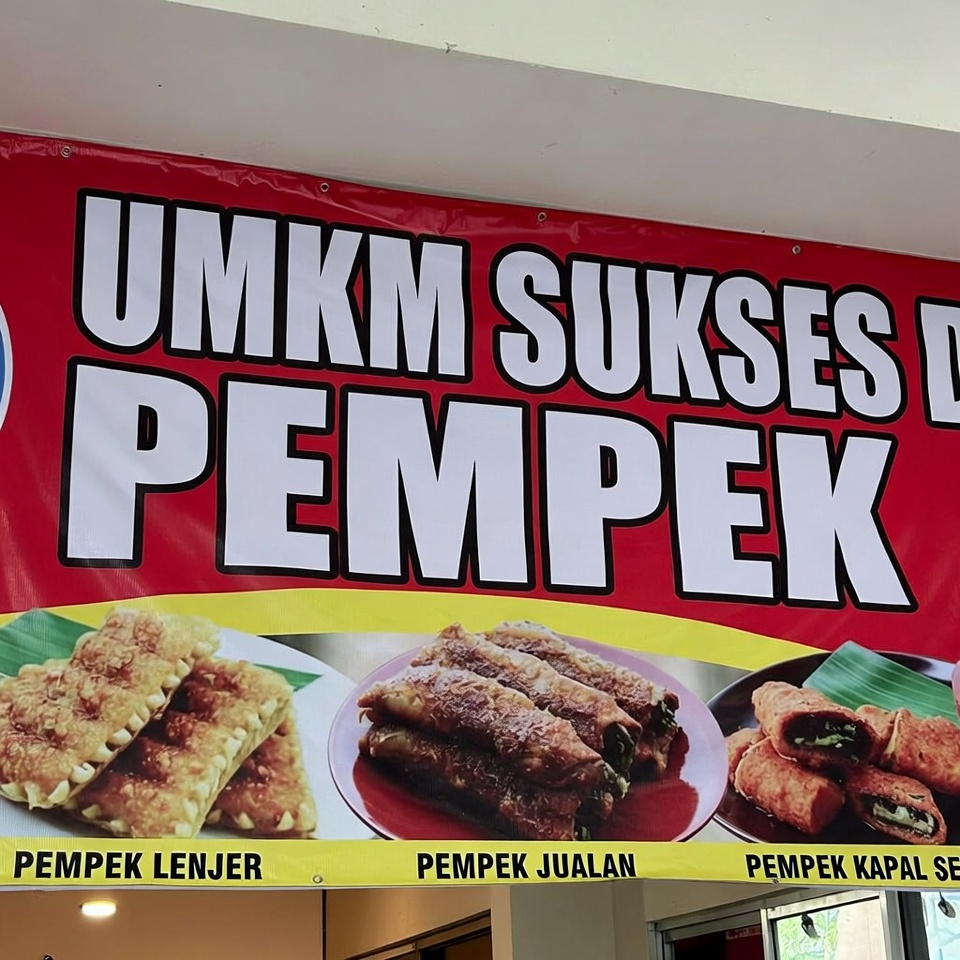 UMKM SUKSES D
PEMPEK
PEMPEK LENJER
PEMPEK JUALAN
PEMPEK KAPAL SE